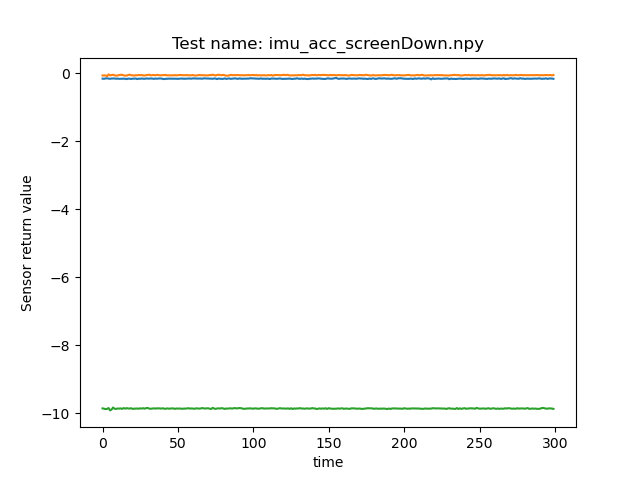 Test name: imu_acc_screenDown.npy
Sensor return value
0
−2
−4
−6
−8
−10
0 50 100 150 200 250 300
time